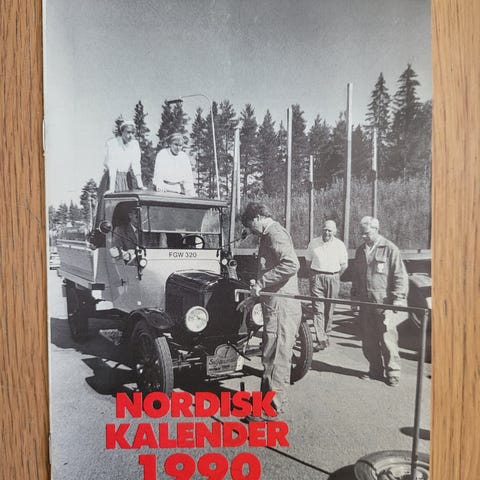 FGW 320
NORDISK
KALENDER
1990